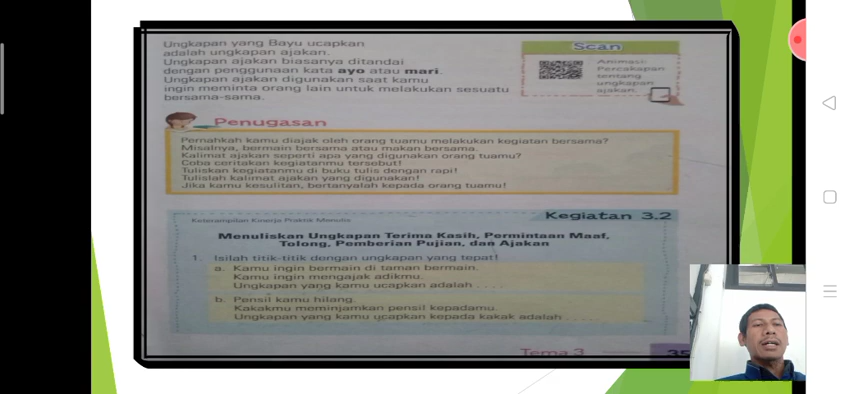 Ungkapan yang Bayu ucapkan
adalah ungkapan ajakan.
Ungkapan ajakan biasanya ditandai
dengan penggunaan kata ayo atau mari.
Ungkapan ajakan digunakan saat kamu
ingin meminta orang lain untuk melakukan sesuatu
bersama-sama.
Scan
Animasi:
Percakapan
tentang
ungkapan
ajakan.
Penugasan
Pernahkah kamu diajak oleh orang tuamu melakukan kegiatan bersama?
Misalnya, bermain bersama atau makan bersama.
Kalimat ajakan seperti apa yang digunakan orang tuamu?
Coba ceritakan kegiatanmu tersebut!
Tuliskan kegiatanmu di buku tulis dengan rapi!
Tulislah kalimat ajakan yang digunakan!
Jika kamu kesulitan, bertanyalah kepada orang tuamu!
Keterampilan Kinerja Praktik Menulis
Kegiatan 3.2
Menuliskan Ungkapan Terima Kasih, Permintaan Maaf,
Tolong, Pemberian Pujian, dan Ajakan
1. Isilah titik-titik dengan ungkapan yang tepat!
a. Kamu ingin bermain di taman bermain.
Kamu ingin mengajak adikmu.
Ungkapan yang kamu ucapkan adalah . . . .
b. Pensil kamu hilang.
Kakakmu meminjamkan pensil kepadamu.
Ungkapan yang kamu ucapkan kepada kakak adalah . . . .
Tema 3